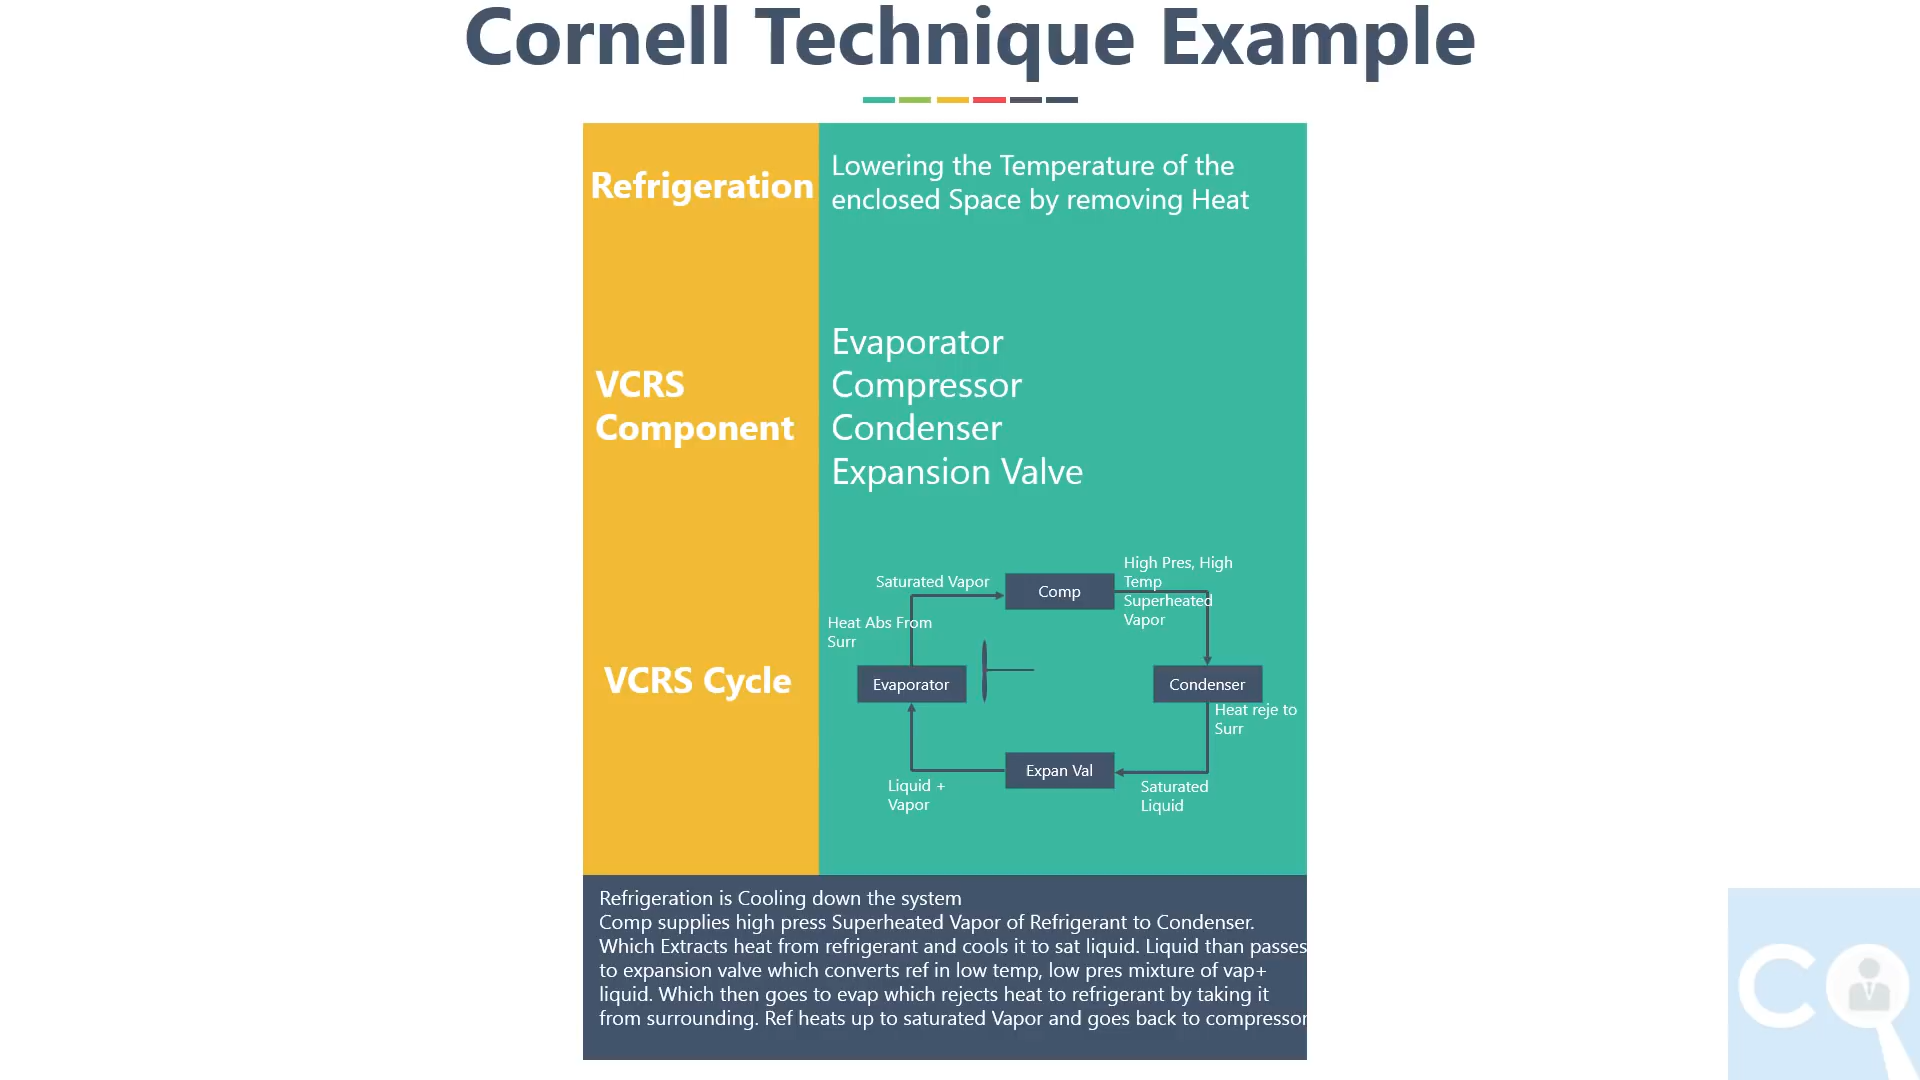 Cornell Technique Example
Refrigeration
Lowering the Temperature of the
enclosed Space by removing Heat
VCRS
Component
Evaporator
Compressor
Condenser
Expansion Valve
VCRS Cycle
Saturated Vapor
Comp
High Pres, High
Temp
Superheated
Vapor
Heat Abs From
Surr
Evaporator
Condenser
Heat reje to
Surr
Expan Val
Liquid +
Vapor
Saturated
Liquid
Refrigeration is Cooling down the system
Comp supplies high press Superheated Vapor of Refrigerant to Condenser.
Which Extracts heat from refrigerant and cools it to sat liquid. Liquid than passes
to expansion valve which converts ref in low temp, low pres mixture of vap+
liquid. Which then goes to evap which rejects heat to refrigerant by taking it
from surrounding. Ref heats up to saturated Vapor and goes back to compressor
C